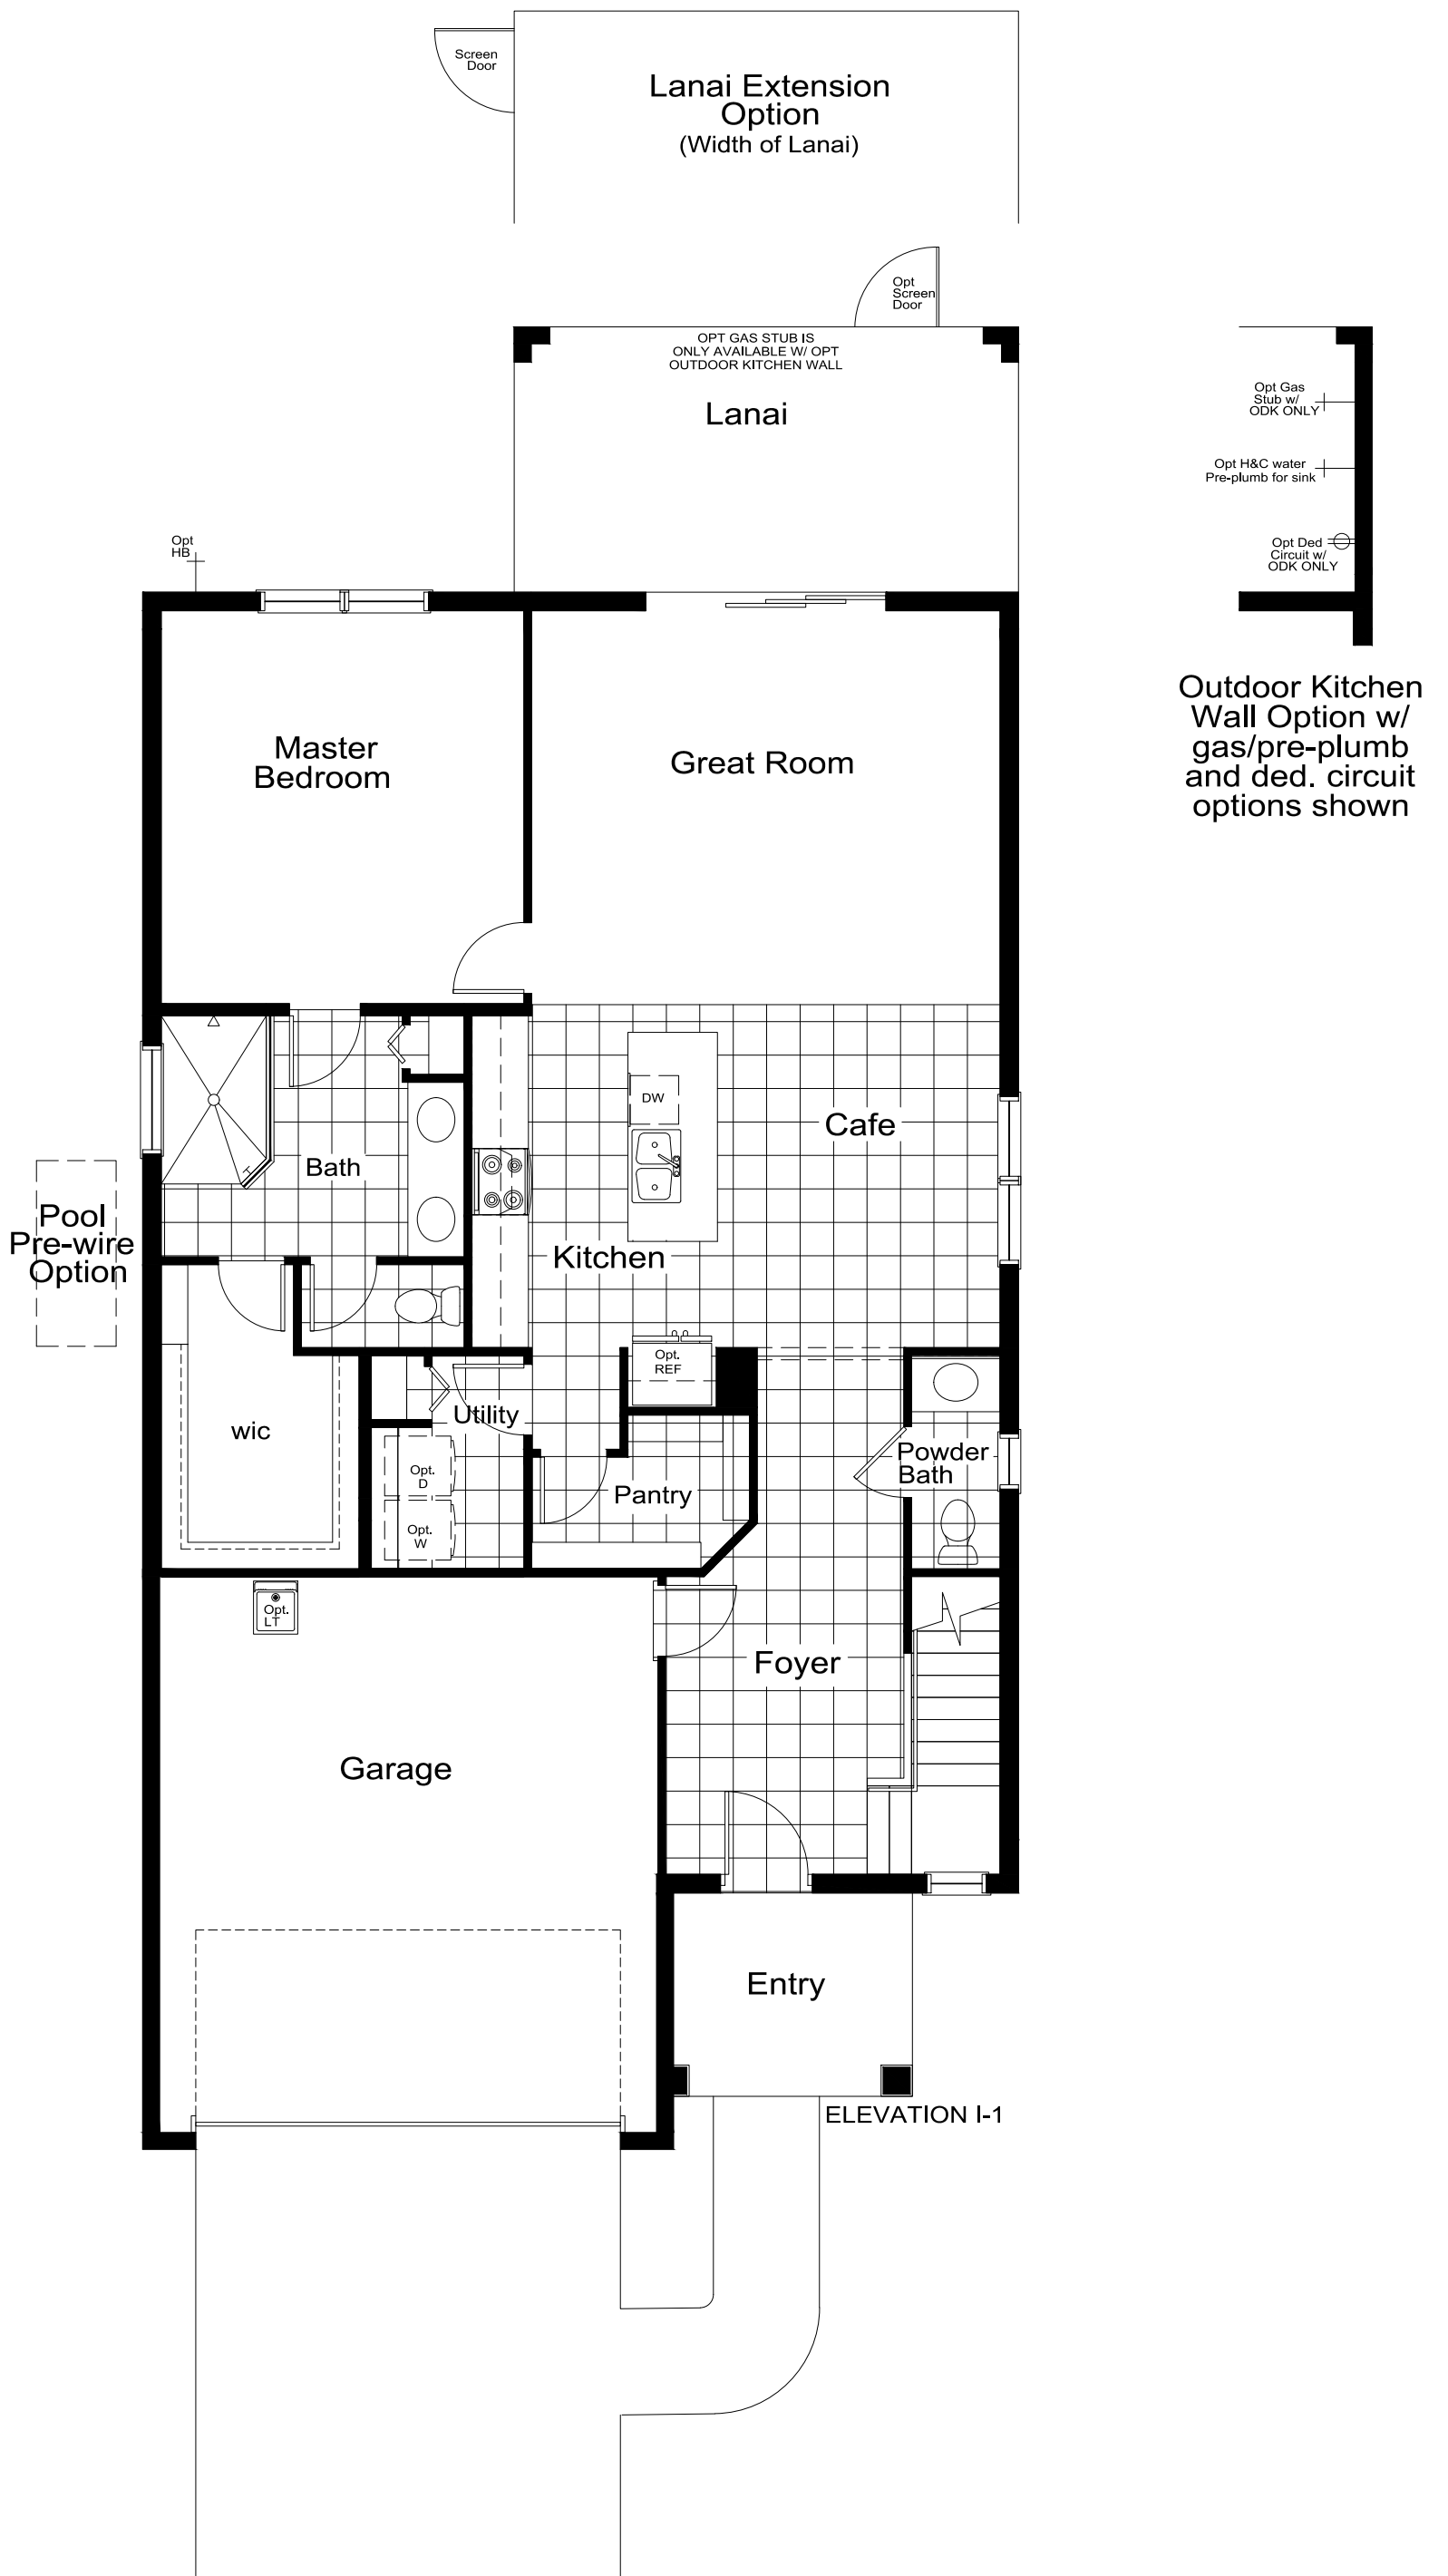 Screen
Door
Lanai Extension
Option
(Width of Lanai)
Opt
Screen
Door
OPT GAS STUB IS
ONLY AVAILABLE W/ OPT
OUTDOOR KITCHEN WALL
Lanai
Opt Gas
Stub w/
ODK ONLY
Opt H&C water
Pre-plumb for sink
Opt Ded
Circuit w/
ODK ONLY
Outdoor Kitchen
Wall Option w/
gas/pre-plumb
and ded. circuit
options shown
Opt
HB
Master
Bedroom
Great Room
DW
Cafe
Bath
Pool
Pre-wire
Option
Kitchen
Opt.
REF
Utility
wic
Powder
Bath
Opt.
D
Pantry
Opt.
W
Opt.
LT
Foyer
Garage
Entry
ELEVATION I-1